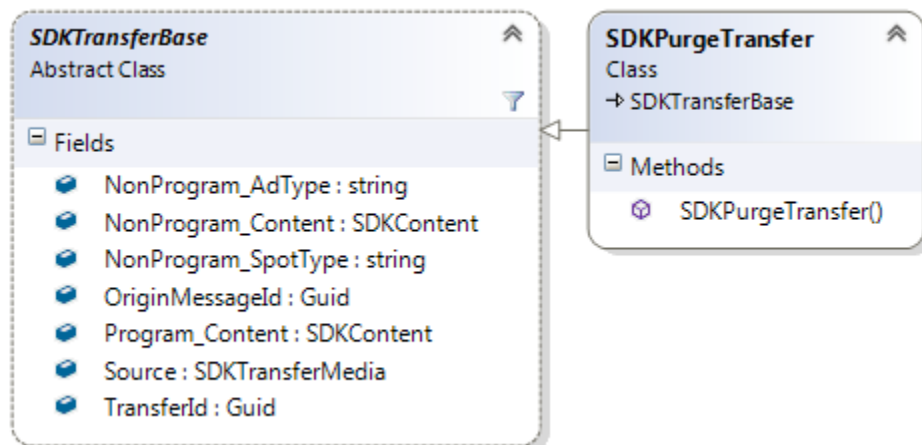 SDKTransferBase
Abstract Class
Fields
NonProgram_AdType : string
NonProgram_Content : SDKContent
NonProgram_SpotType : string
OriginMessageId : Guid
Program_Content : SDKContent
Source : SDKTransferMedia
TransferId : Guid
SDKPurgeTransfer
Class
SDKTransferBase
Methods
SDKPurgeTransfer()